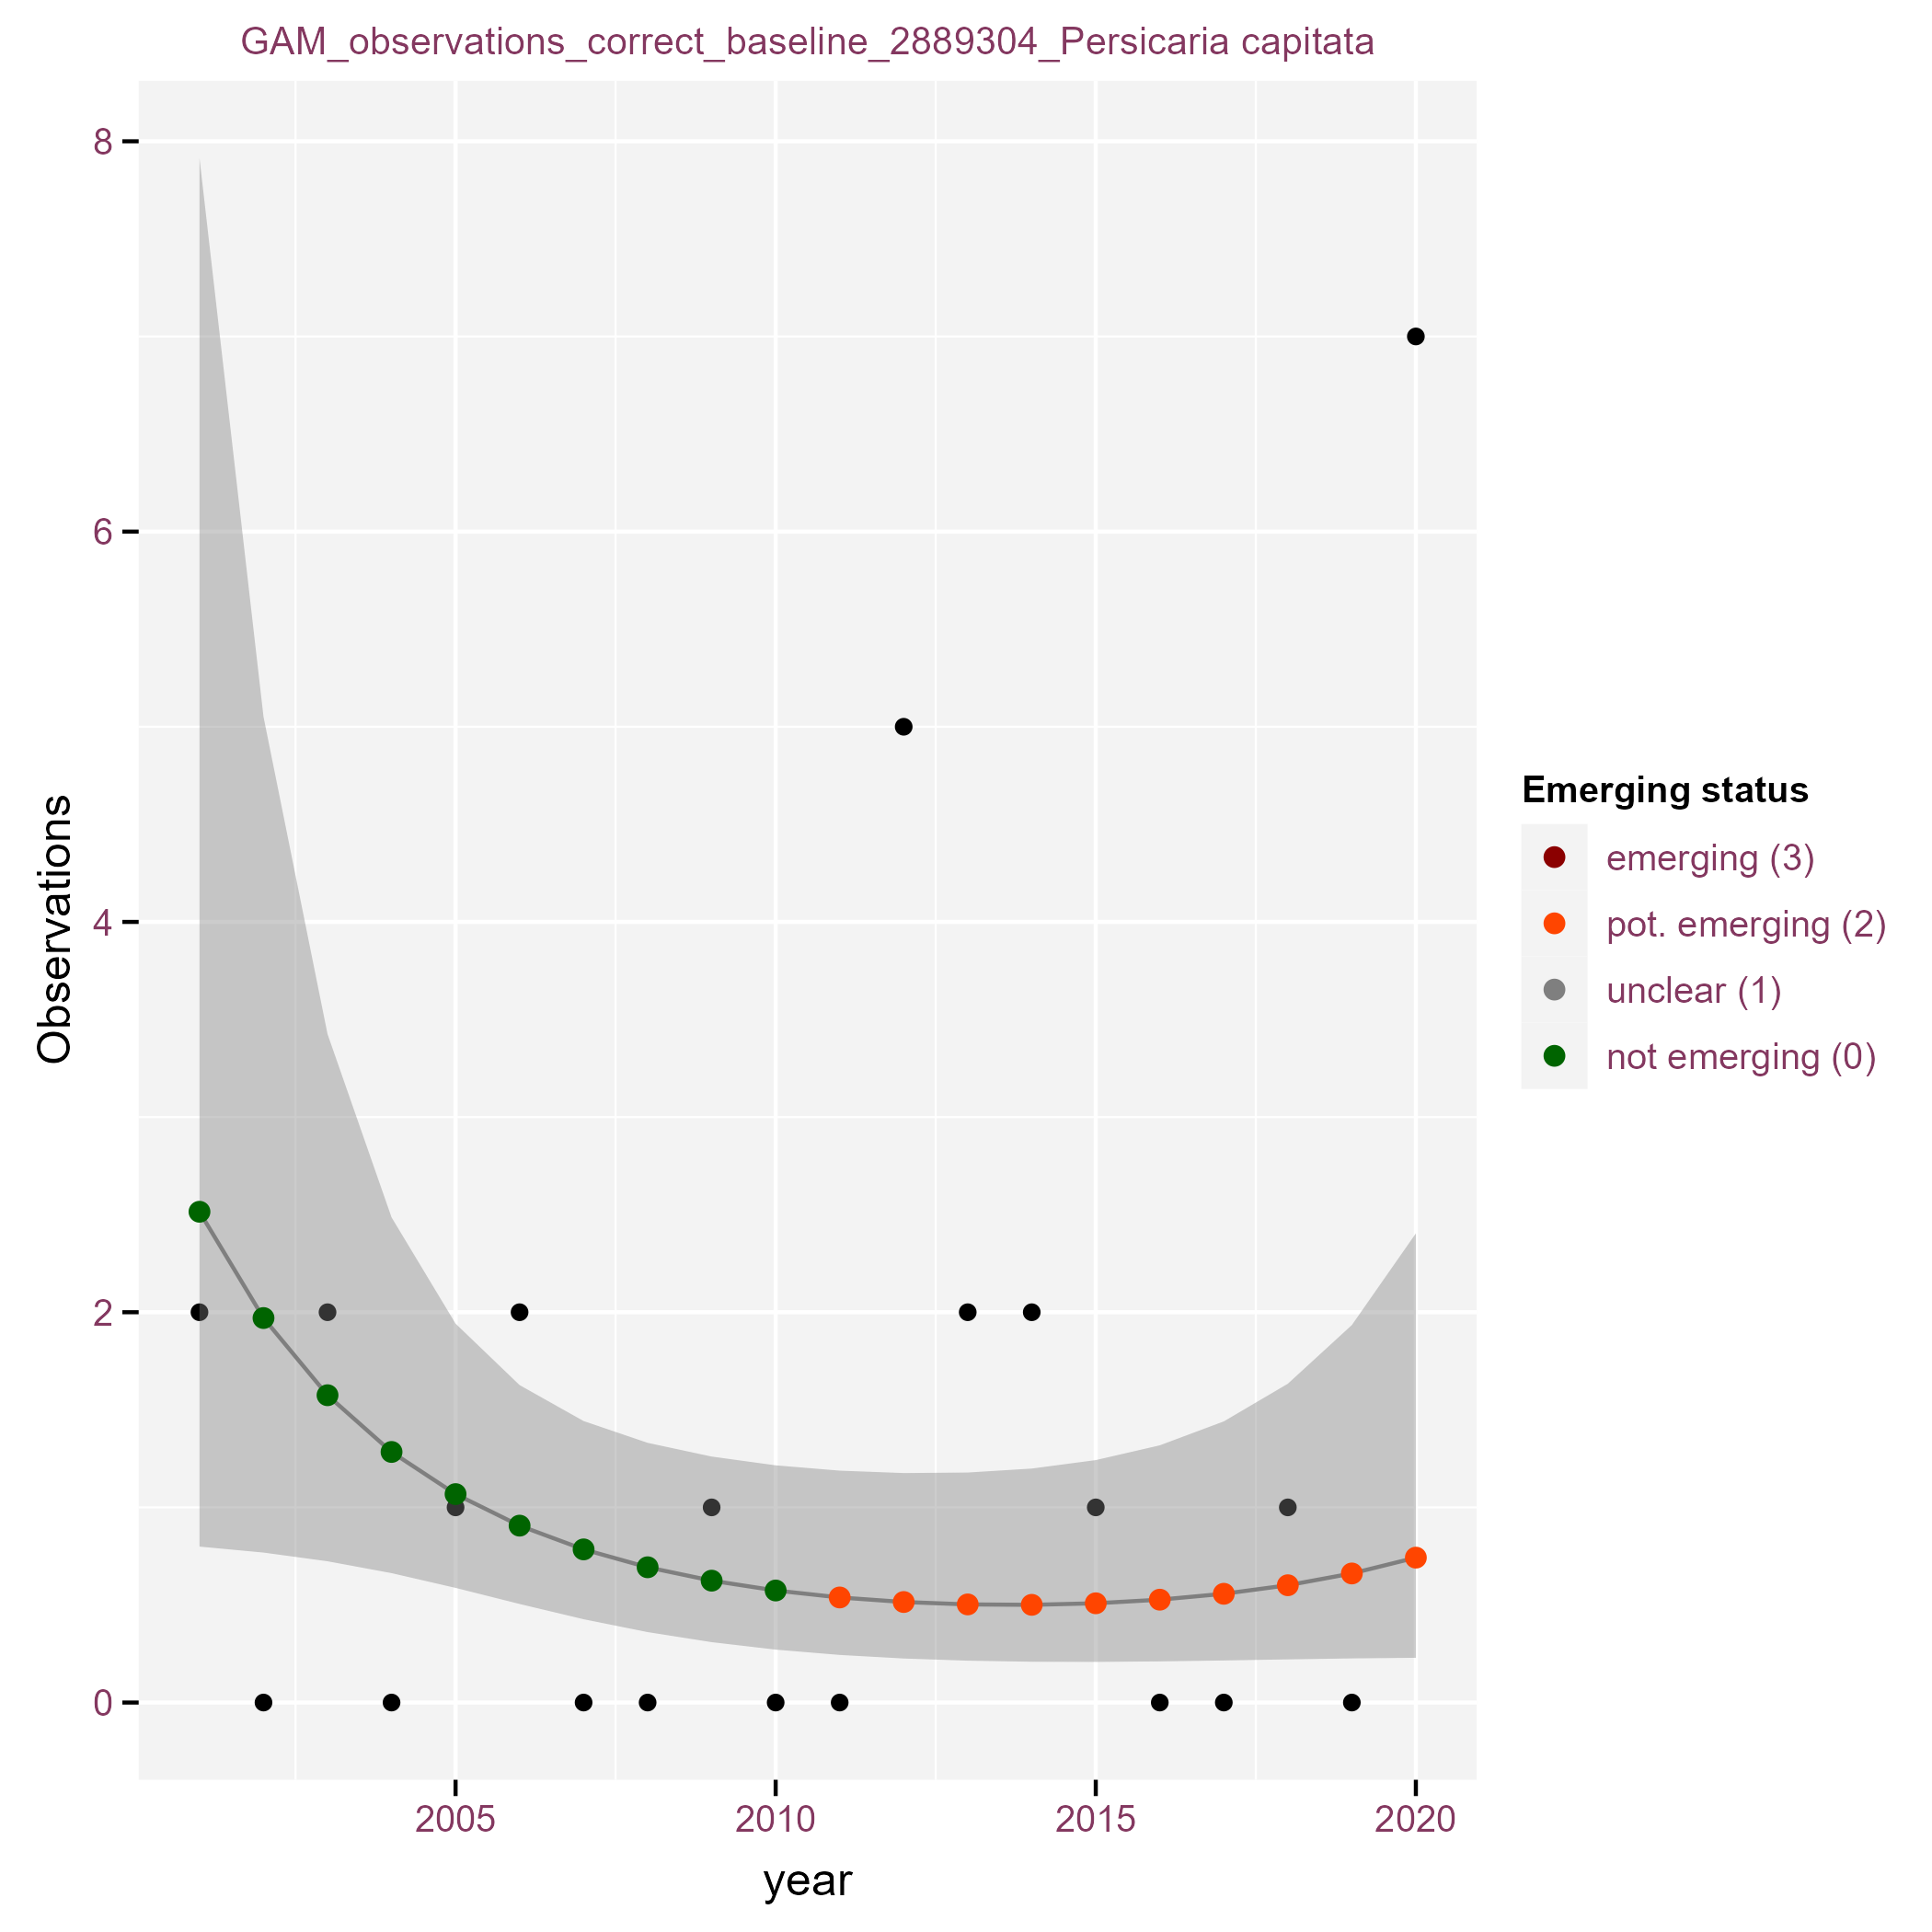 GAM_observations_correct_baseline_2889304_Persicaria capitata
8
6
4
2
0
Observations
2005 2010 2015 2020
year
Emerging status
emerging (3)
pot. emerging (2)
unclear (1)
not emerging (0)